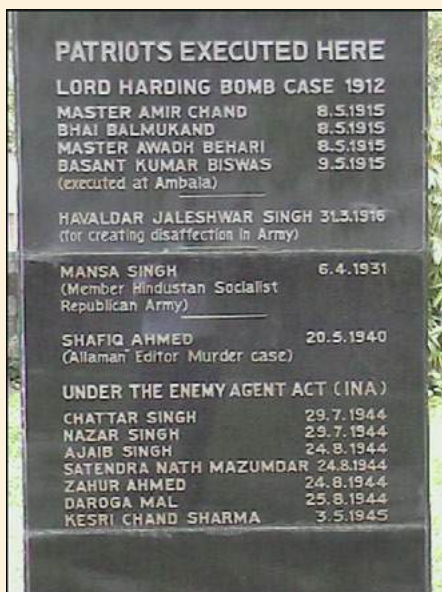 PATRIOTS EXECUTED HERE
LORD HARDING BOMB CASE 1912
MASTER AMIR CHAND 8.5.1915
BHAI BALMUKAND 8.5.1915
MASTER AWADH BEHARI 8.5.1915
BASANT KUMAR BISWAS 9.5.1915
(executed at Ambala)
HAVALDAR JALESHWAR SINGH 31.3.1916
(for creating disaffection in Army)
MANSA SINGH 6.4.1931
(Member Hindustan Socialist
Republican Army)
SHAFIQ AHMED 20.5.1940
(Allaman Editor Murder case)
UNDER THE ENEMY AGENT ACT (INA)
CHATTAR SINGH 29.7.1944
NAZAR SINGH 29.7.1944
AJAIB SINGH 24.8.1944
SATENDRA NATH MAZUMDAR 24.8.1944
ZAHUR AHMED 24.8.1944
DAROGA MAL 25.8.1944
KESRI CHAND SHARMA 3.5.1945